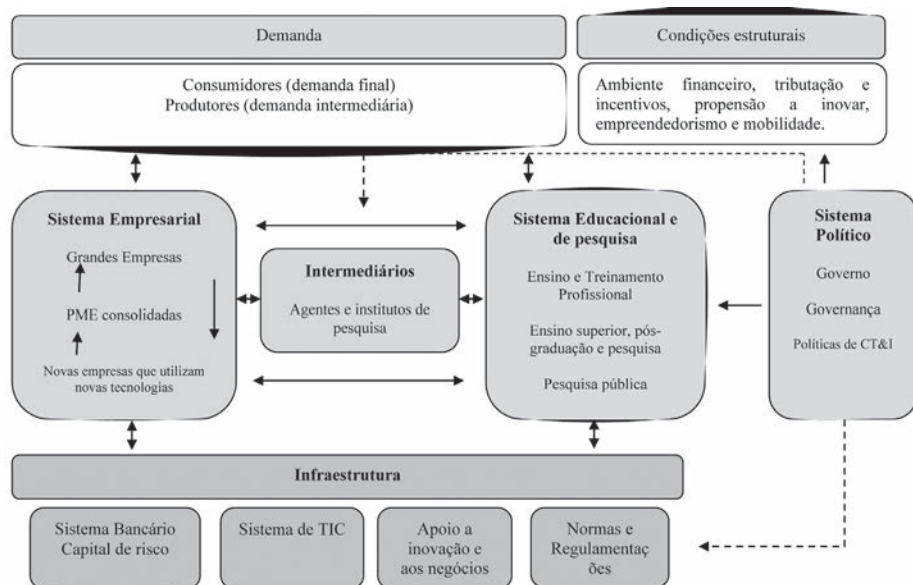 Demanda
Condições estruturais
Consumidores (demanda final)
Produtores (demanda intermediária)
Ambiente financeiro, tributação e
incentivos, propensão a inovar,
empreendedorismo e mobilidade.
Sistema Empresarial
Grandes Empresas
PME consolidadas
Novas empresas que utilizam
novas tecnologias
Intermediários
Agentes e institutos de
pesquisa
Sistema Educacional e
de pesquisa
Ensino e Treinamento
Profissional
Ensino superior, pós-
graduação e pesquisa
Pesquisa pública
Sistema
Político
Governo
Governança
Políticas de CT&I
Infraestrutura
Sistema Bancário
Capital de risco
Sistema de TIC
Apoio a
inovação e
aos negócios
Normas e
Regulamentaç
ões